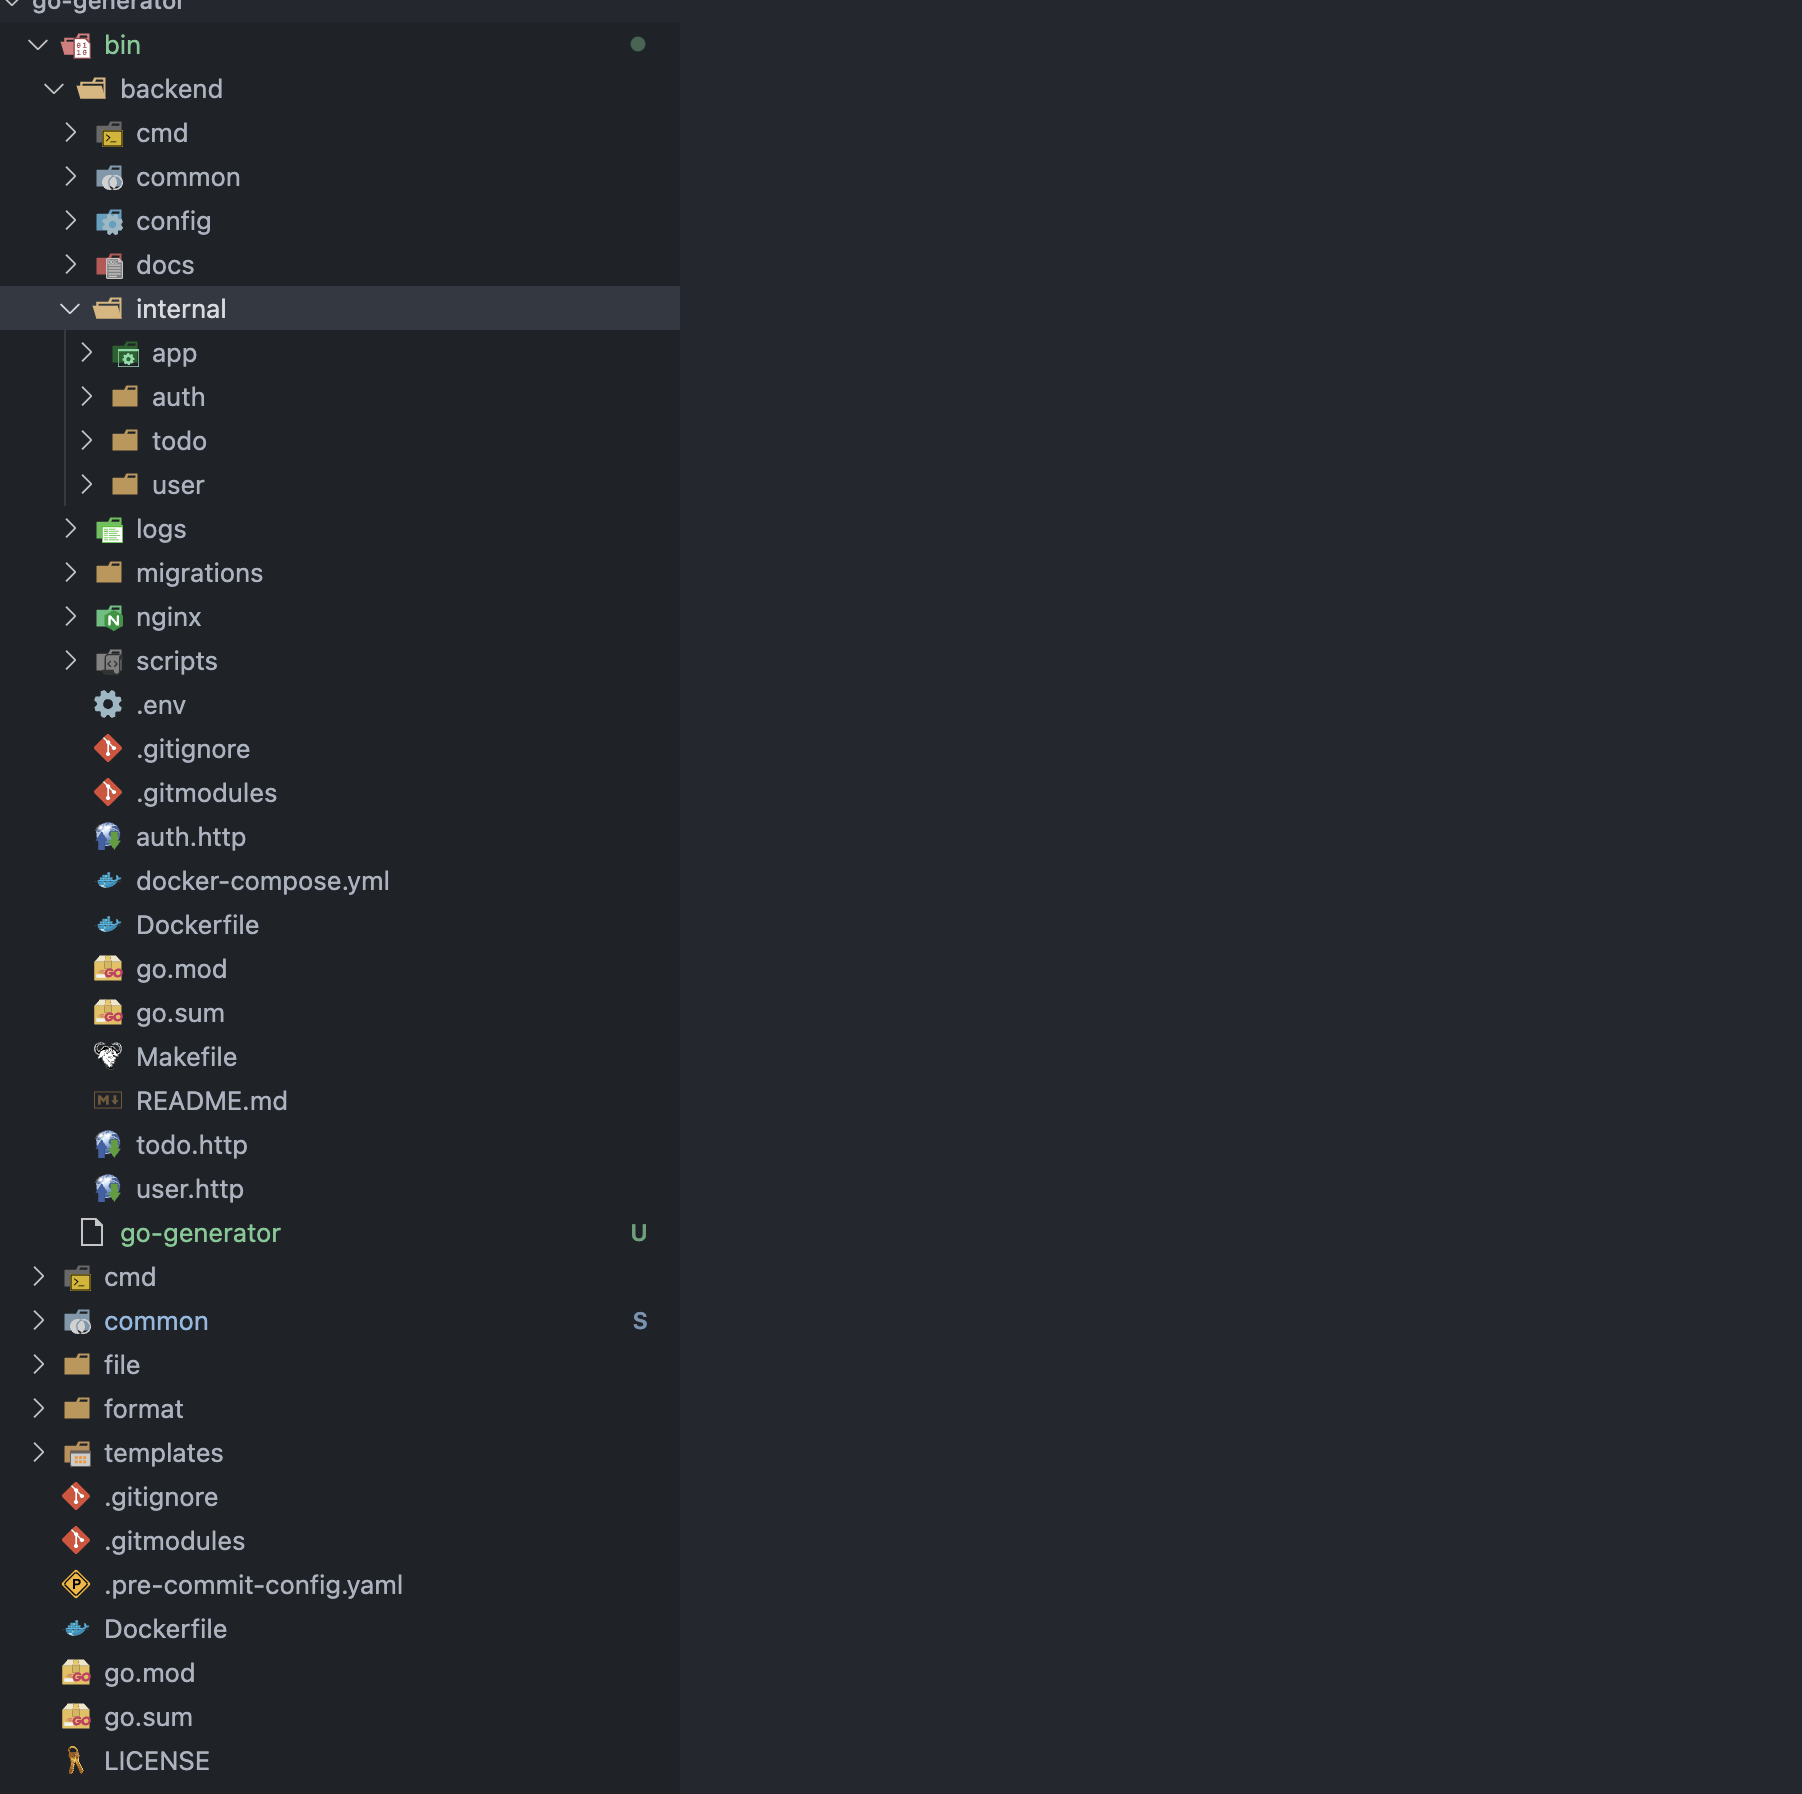 go-generator
bin
backend
cmd
common
config
docs
internal
app
auth
todo
user
logs
migrations
nginx
scripts
.env
.gitignore
.gitmodules
auth.http
docker-compose.yml
Dockerfile
go.mod
go.sum
Makefile
README.md
todo.http
user.http
go-generator U
cmd
common S
file
format
templates
.gitignore
.gitmodules
.pre-commit-config.yaml
Dockerfile
go.mod
go.sum
LICENSE